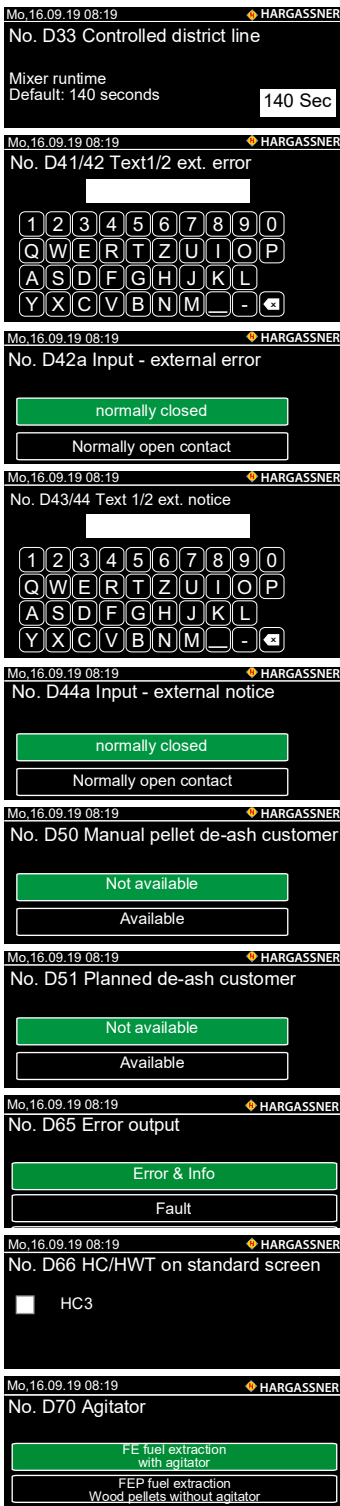 Mo,16.09.19 08:19 HARGASSNER
No. D33 Controlled district line
Mixer runtime
Default: 140 seconds
140 Sec
Mo,16.09.19 08:19 HARGASSNER
No. D41/42 Text1/2 ext. error
1 2 3 4 5 6 7 8 9 0
Q W E R T Z U I O P
A S D F G H J K L
Y X C V B N M _ -
Mo,16.09.19 08:19 HARGASSNER
No. D42a Input - external error
normally closed
Normally open contact
Mo,16.09.19 08:19 HARGASSNER
No. D43/44 Text 1/2 ext. notice
1 2 3 4 5 6 7 8 9 0
Q W E R T Z U I O P
A S D F G H J K L
Y X C V B N M _ -
Mo,16.09.19 08:19 HARGASSNER
No. D44a Input - external notice
normally closed
Normally open contact
Mo,16.09.19 08:19 HARGASSNER
No. D50 Manual pellet de-ash customer
Not available
Available
Mo,16.09.19 08:19 HARGASSNER
No. D51 Planned de-ash customer
Not available
Available
Mo,16.09.19 08:19 HARGASSNER
No. D65 Error output
Error & Info
Fault
Mo,16.09.19 08:19 HARGASSNER
No. D66 HC/HWT on standard screen
HC3
Mo,16.09.19 08:19 HARGASSNER
No. D70 Agitator
FE fuel extraction
with agitator
FEP fuel extraction
Wood pellets without agitator